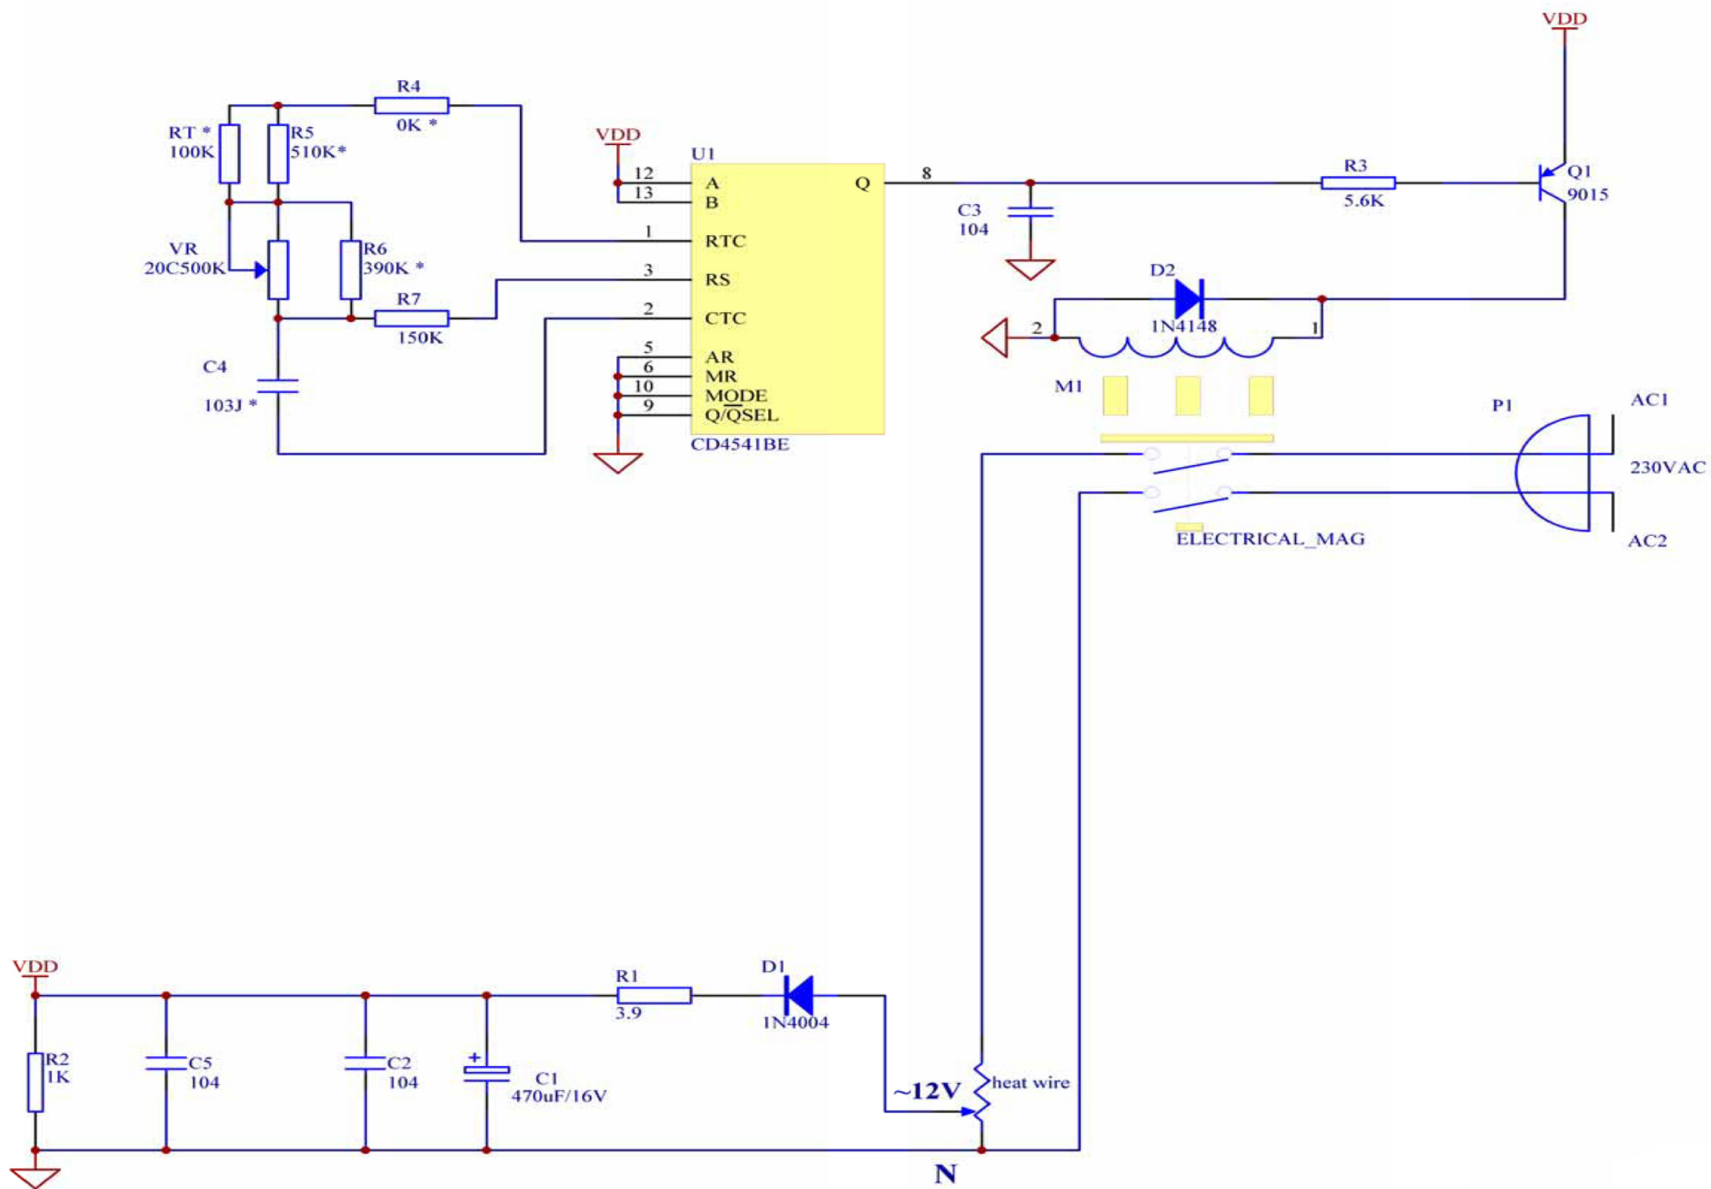 VDD
R4
0K *
RT *
100K
R5
510K*
VDD
U1
12
A
13
B
Q
8
R3
5.6K
Q1
9015
C3
104
1
RTC
VR
20C500K
R6
390K *
3
RS
D2
1N4148
R7
150K
2
CTC
2
1
C4
103J *
5
AR
6
MR
10
MODE
9
Q/Q̅SEL
CD4541BE
M1
P1
AC1
230VAC
AC2
ELECTRICAL_MAG
VDD
R1
3.9
D1
1N4004
R2
1K
C5
104
C2
104
+
C1
470uF/16V
~12V
heat wire
N